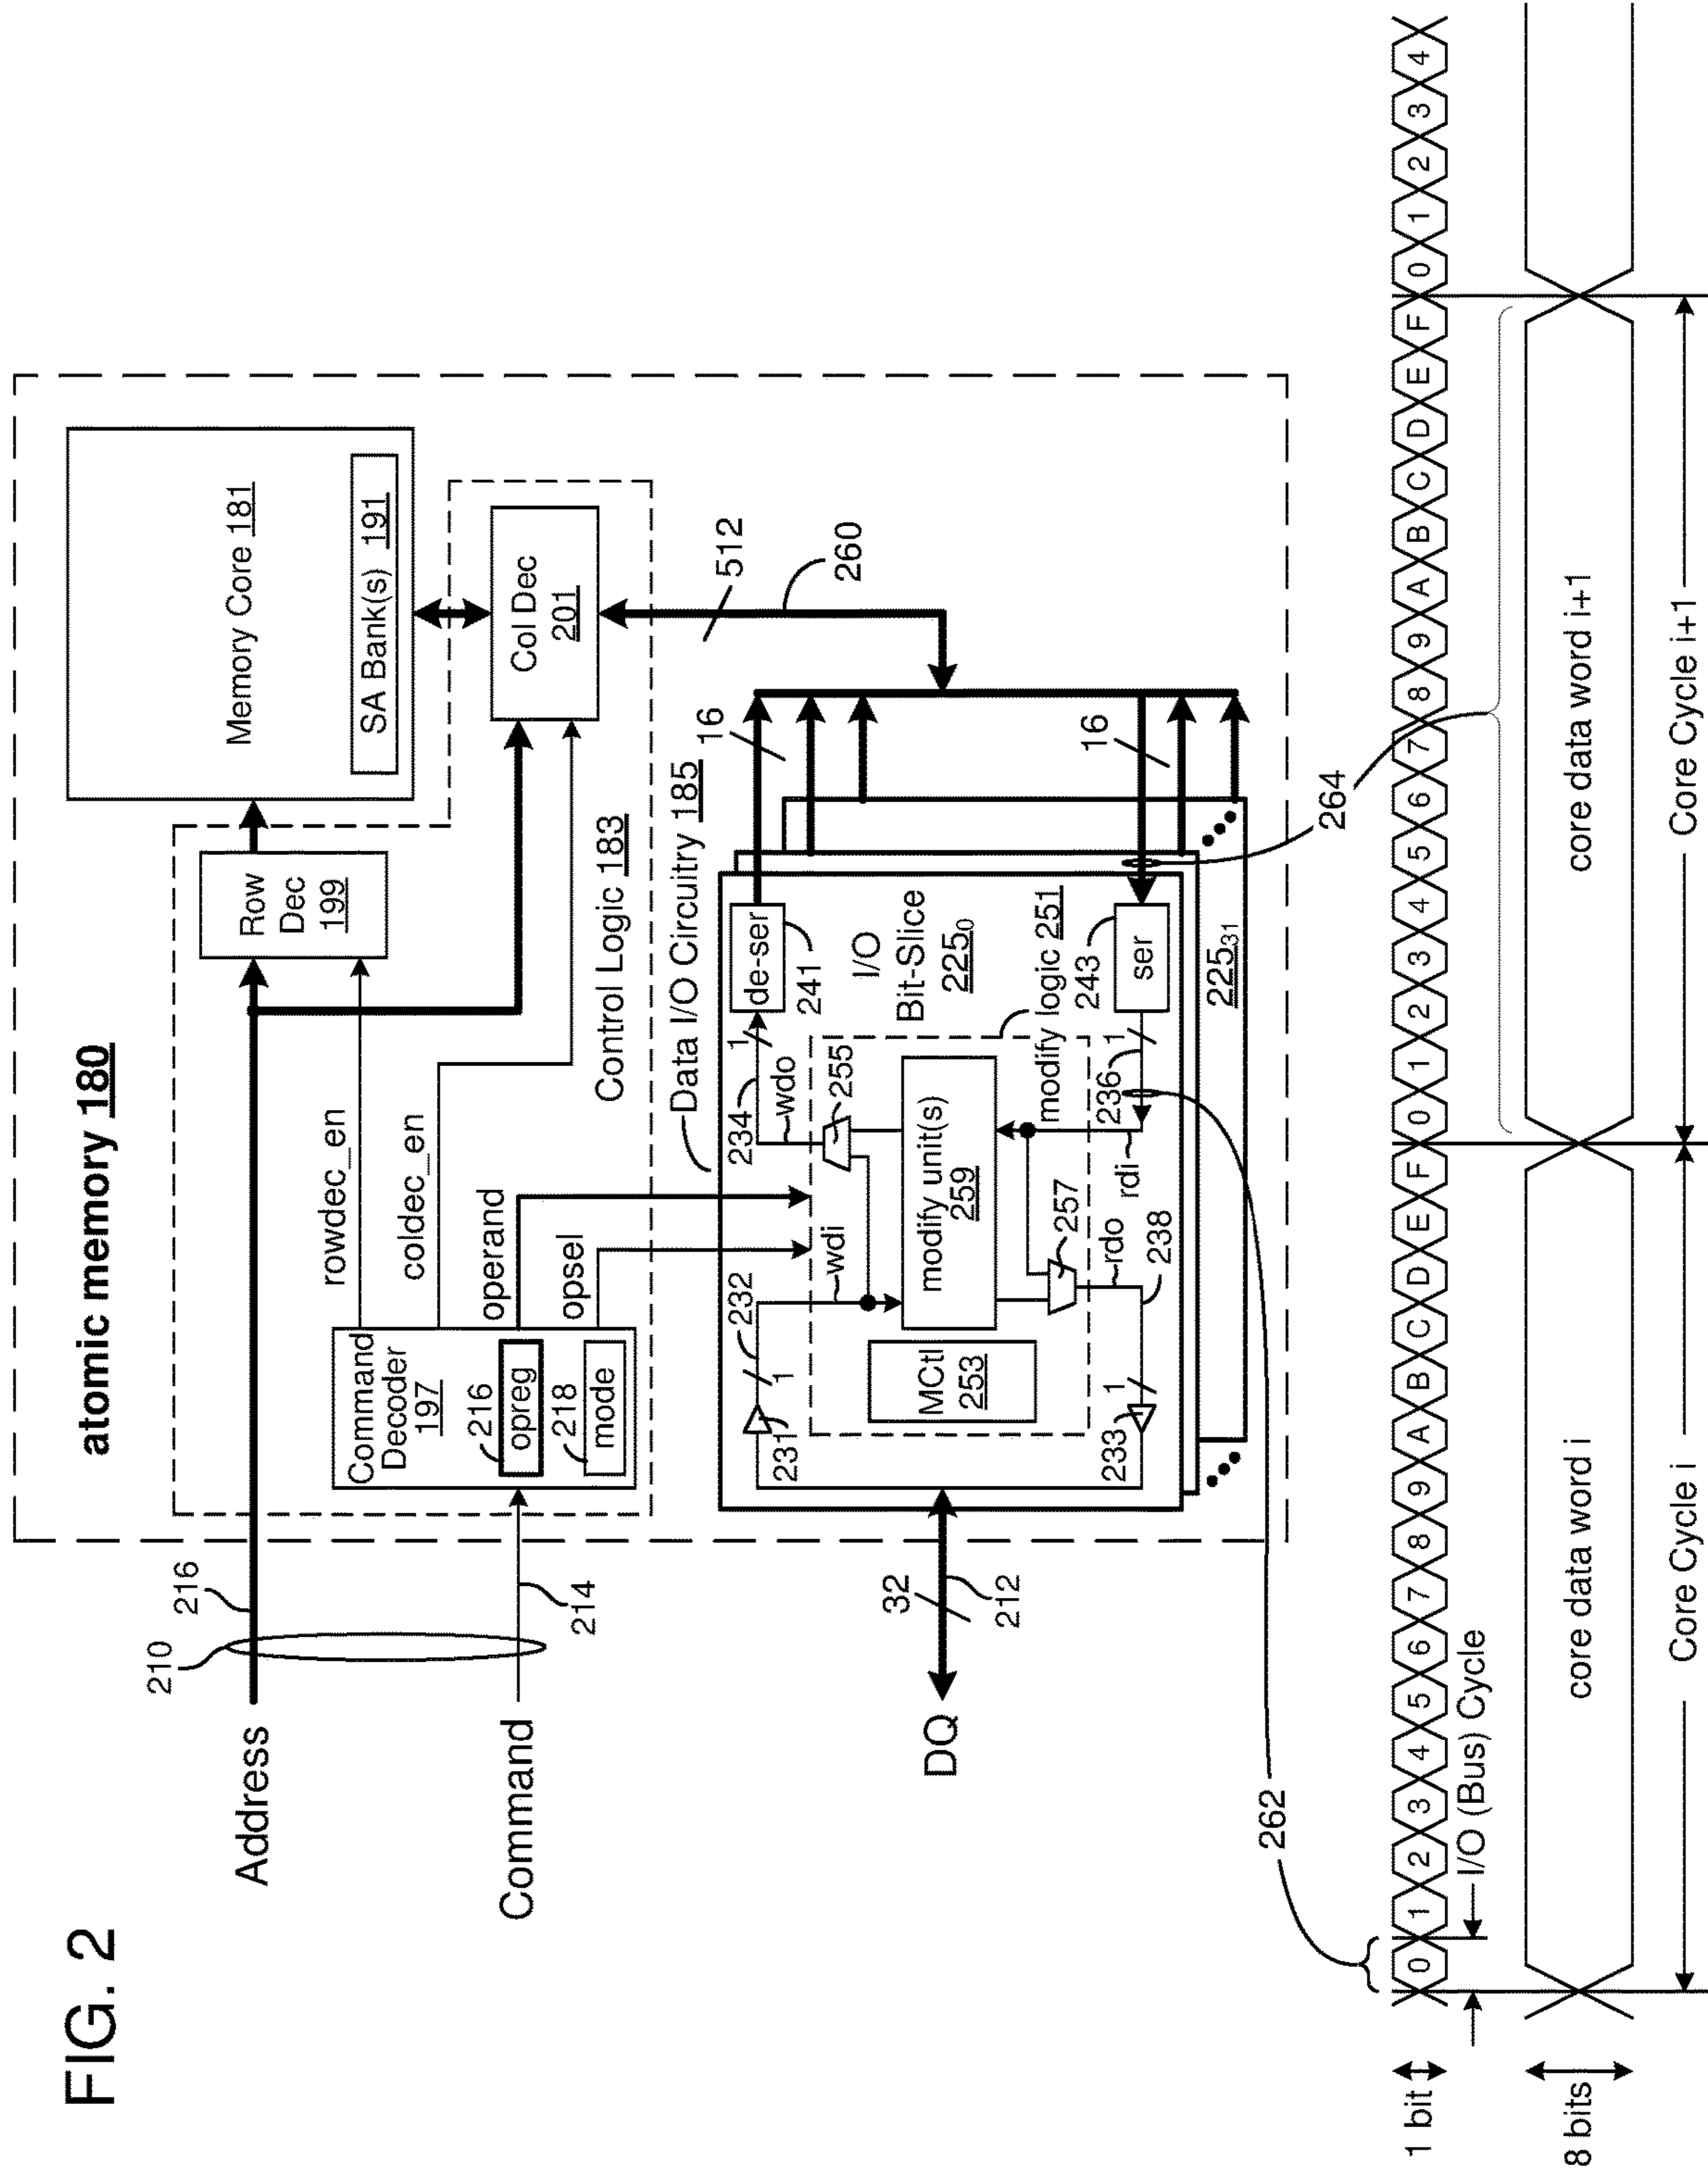 FIG. 2
atomic memory 180
Address
Command
210
216
214
Command
Decoder
197
216
opreg
218
mode
rowdec_en
coldec_en
operand
opsel
Row
Dec
199
Memory Core 181
SA Bank(s) 191
Col Dec
201
Control Logic 183
512
260
Data I/O Circuitry 185
DQ
32
212
231
232
1
wdi
234
wdo
1
255
de-ser
241
16
I/O
Bit-Slice
225₀
MCtl
253
modify unit(s)
259
modify logic 251
257
rdo
rdi
233
1
238
236
1
243
ser
16
225₃₁
262
264
1 bit
0 1 2 3 4 5 6 7 8 9 A B C D E F 0 1 2 3 4 5 6 7 8 9 A B C D E F 0 1 2 3 4
I/O (Bus) Cycle
8 bits
core data word i
core data word i+1
Core Cycle i
Core Cycle i+1